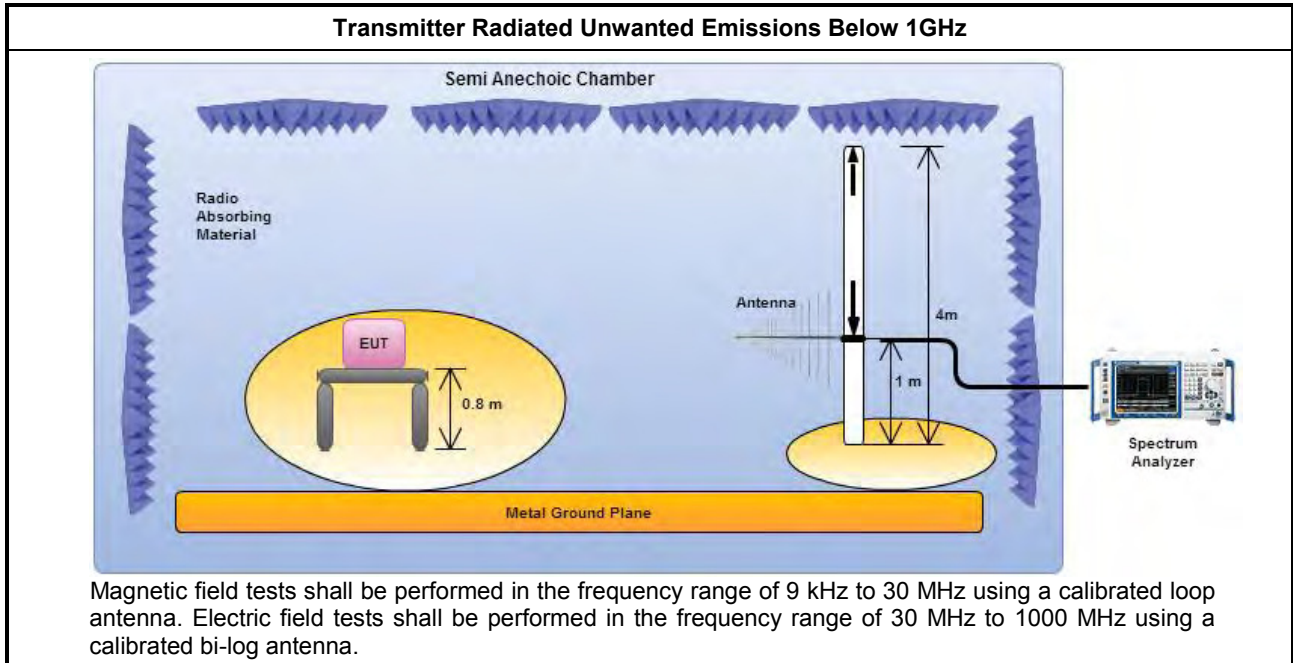 Transmitter Radiated Unwanted Emissions Below 1GHz
Semi Anechoic Chamber
Radio
Absorbing
Material
Antenna
4m
EUT
1 m
0.8 m
Spectrum
Analyzer
Metal Ground Plane
Magnetic field tests shall be performed in the frequency range of 9 kHz to 30 MHz using a calibrated loop
antenna. Electric field tests shall be performed in the frequency range of 30 MHz to 1000 MHz using a
calibrated bi-log antenna.